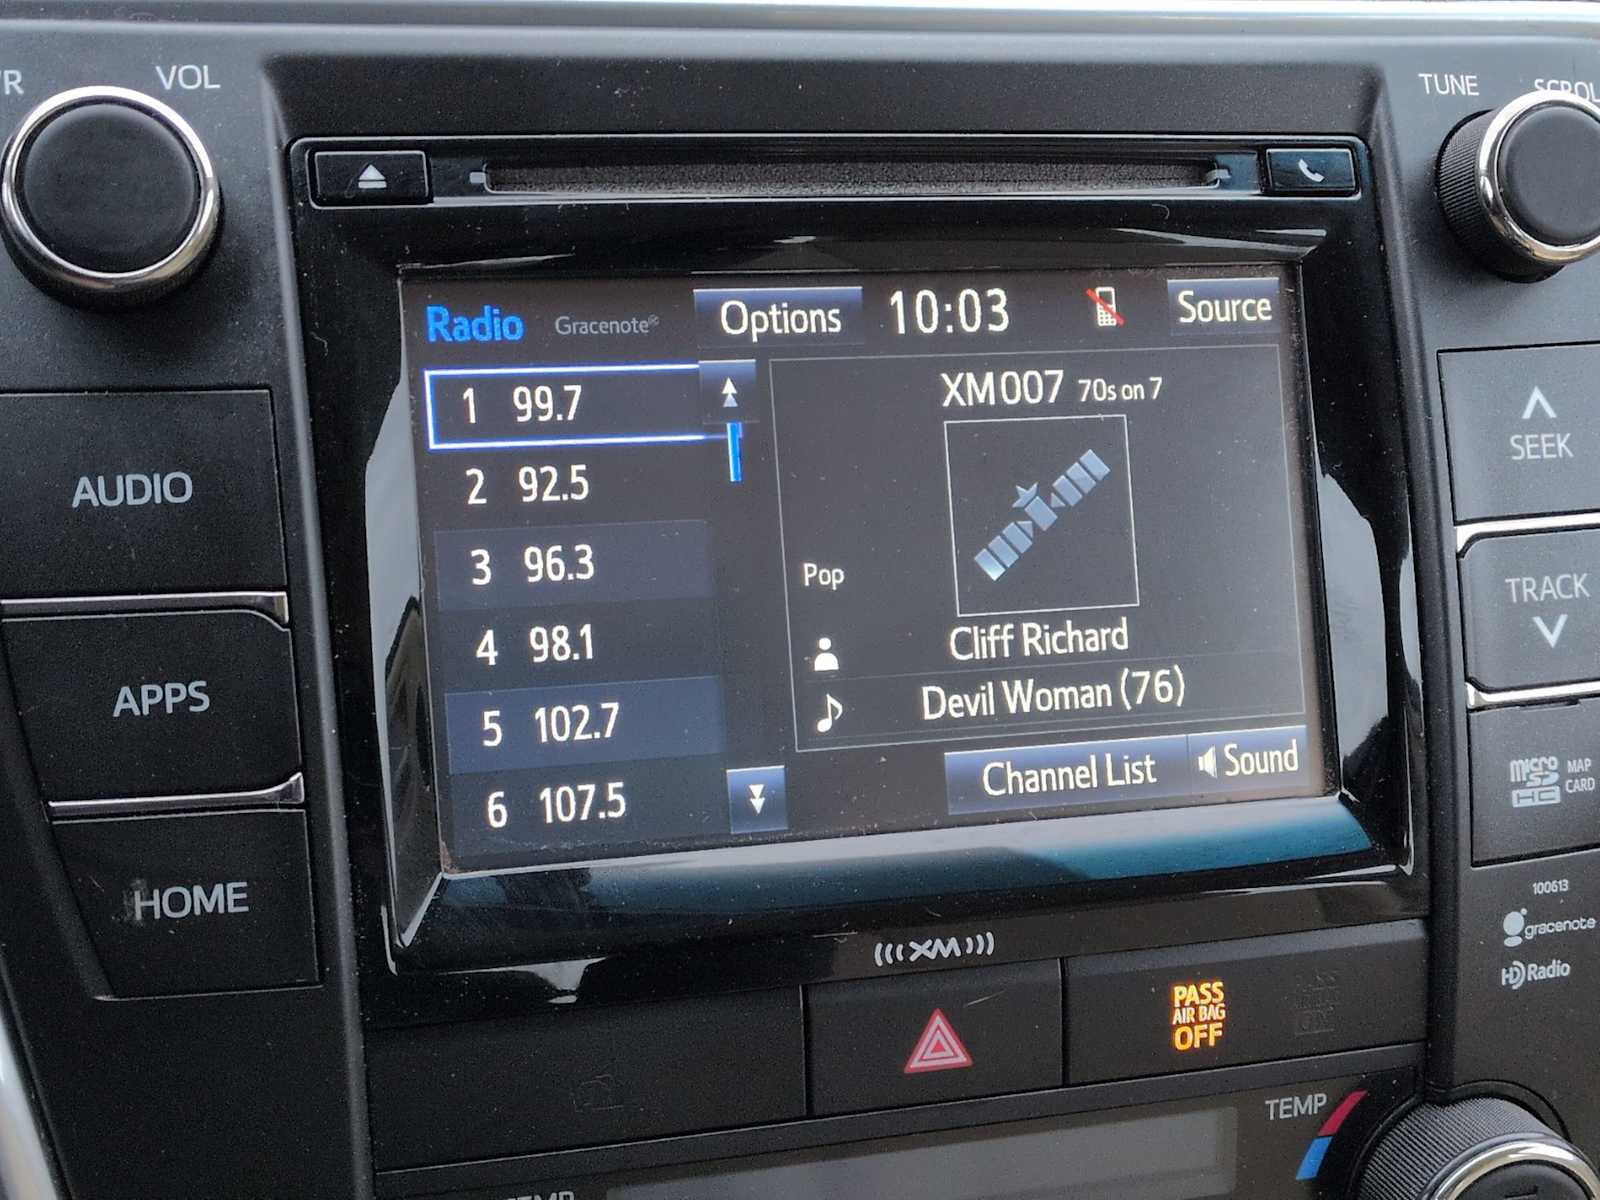 VOL
TUNE
Radio Gracenote® Options 10:03 Source
1 99.7
2 92.5
3 96.3
4 98.1
5 102.7
6 107.5
XM007 70s on 7
Pop
Cliff Richard
Devil Woman (76)
Channel List Sound
AUDIO
APPS
HOME
SEEK
TRACK
micro SD HC MAP CARD
100613
gracenote
HD Radio
XM
PASS
AIR BAG
OFF
TEMP
TEMP